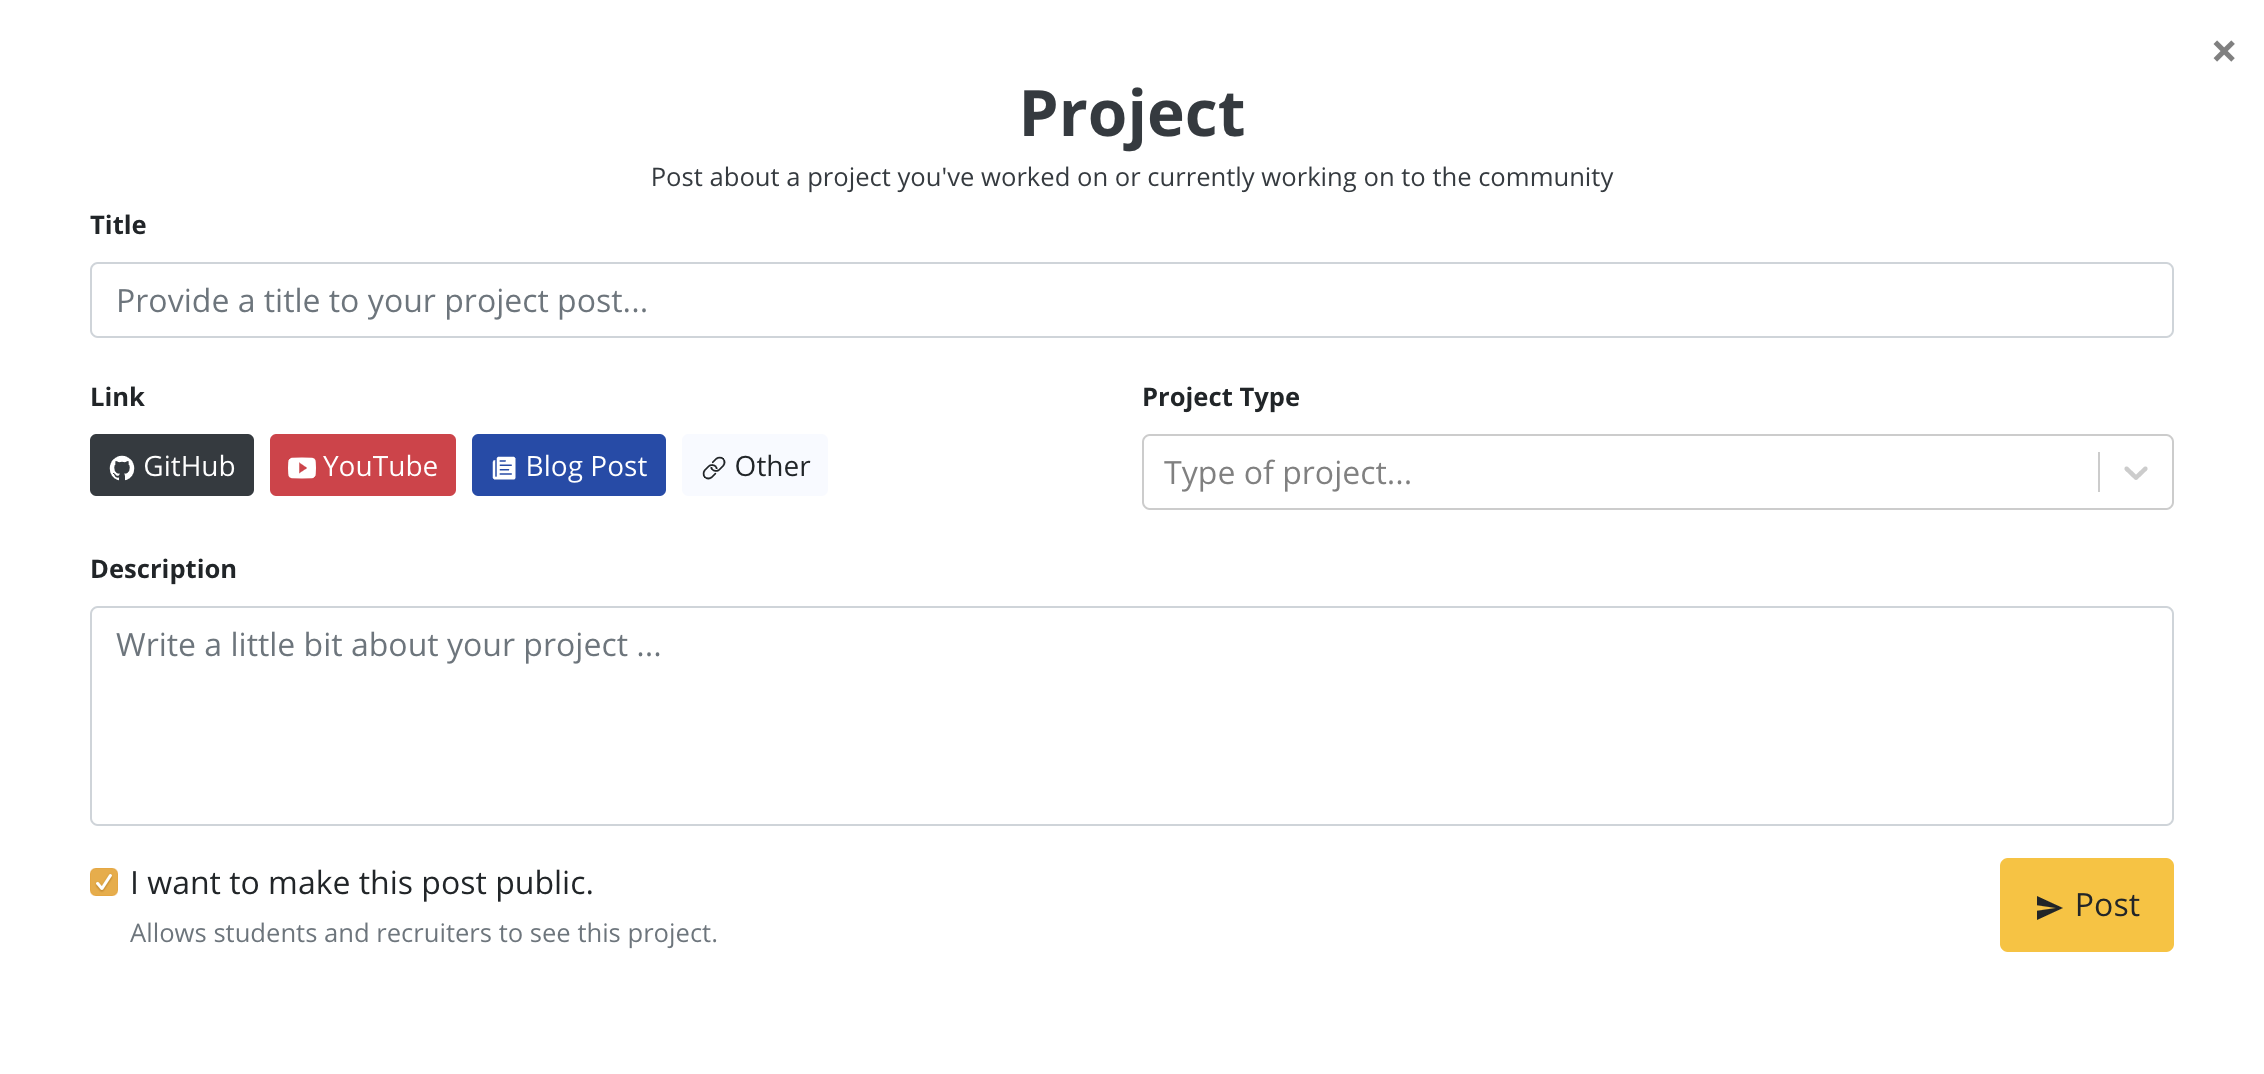 Project
Post about a project you've worked on or currently working on to the community
Title
Provide a title to your project post...
Link
Project Type
GitHub YouTube Blog Post Other
Type of project...
Description
Write a little bit about your project ...
I want to make this post public.
Allows students and recruiters to see this project.
Post